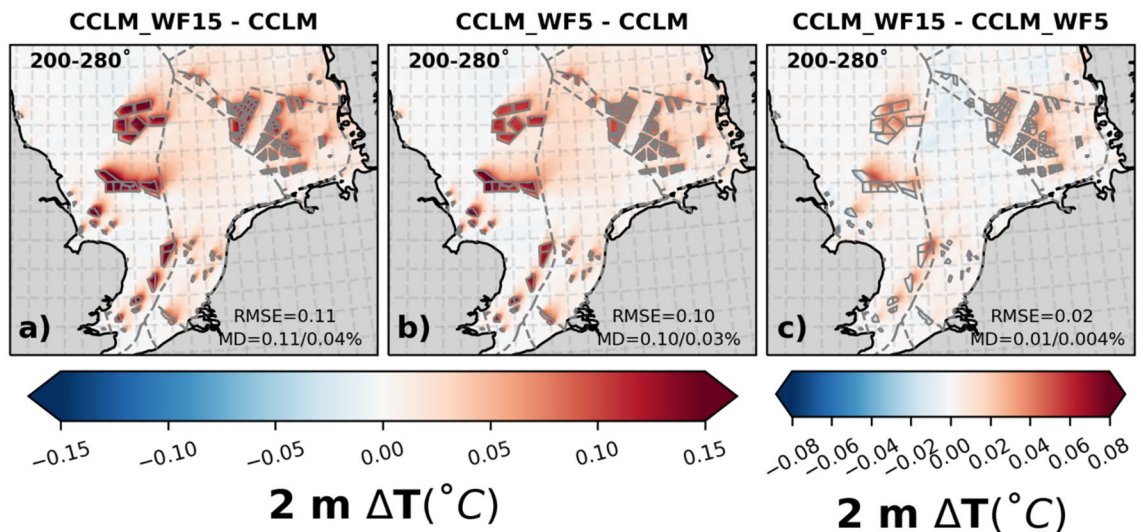 CCLM_WF15 - CCLM
CCLM_WF5 - CCLM
CCLM_WF15 - CCLM_WF5
200-280˚
200-280˚
200-280˚
a)
RMSE=0.11
MD=0.11/0.04%
b)
RMSE=0.10
MD=0.10/0.03%
c)
RMSE=0.02
MD=0.01/0.004%
−0.15 −0.10 −0.05 0.00 0.05 0.10 0.15
−0.08 −0.06 −0.04 −0.02 0.00 0.02 0.04 0.06 0.08
2 m ΔT(˚C)
2 m ΔT(˚C)